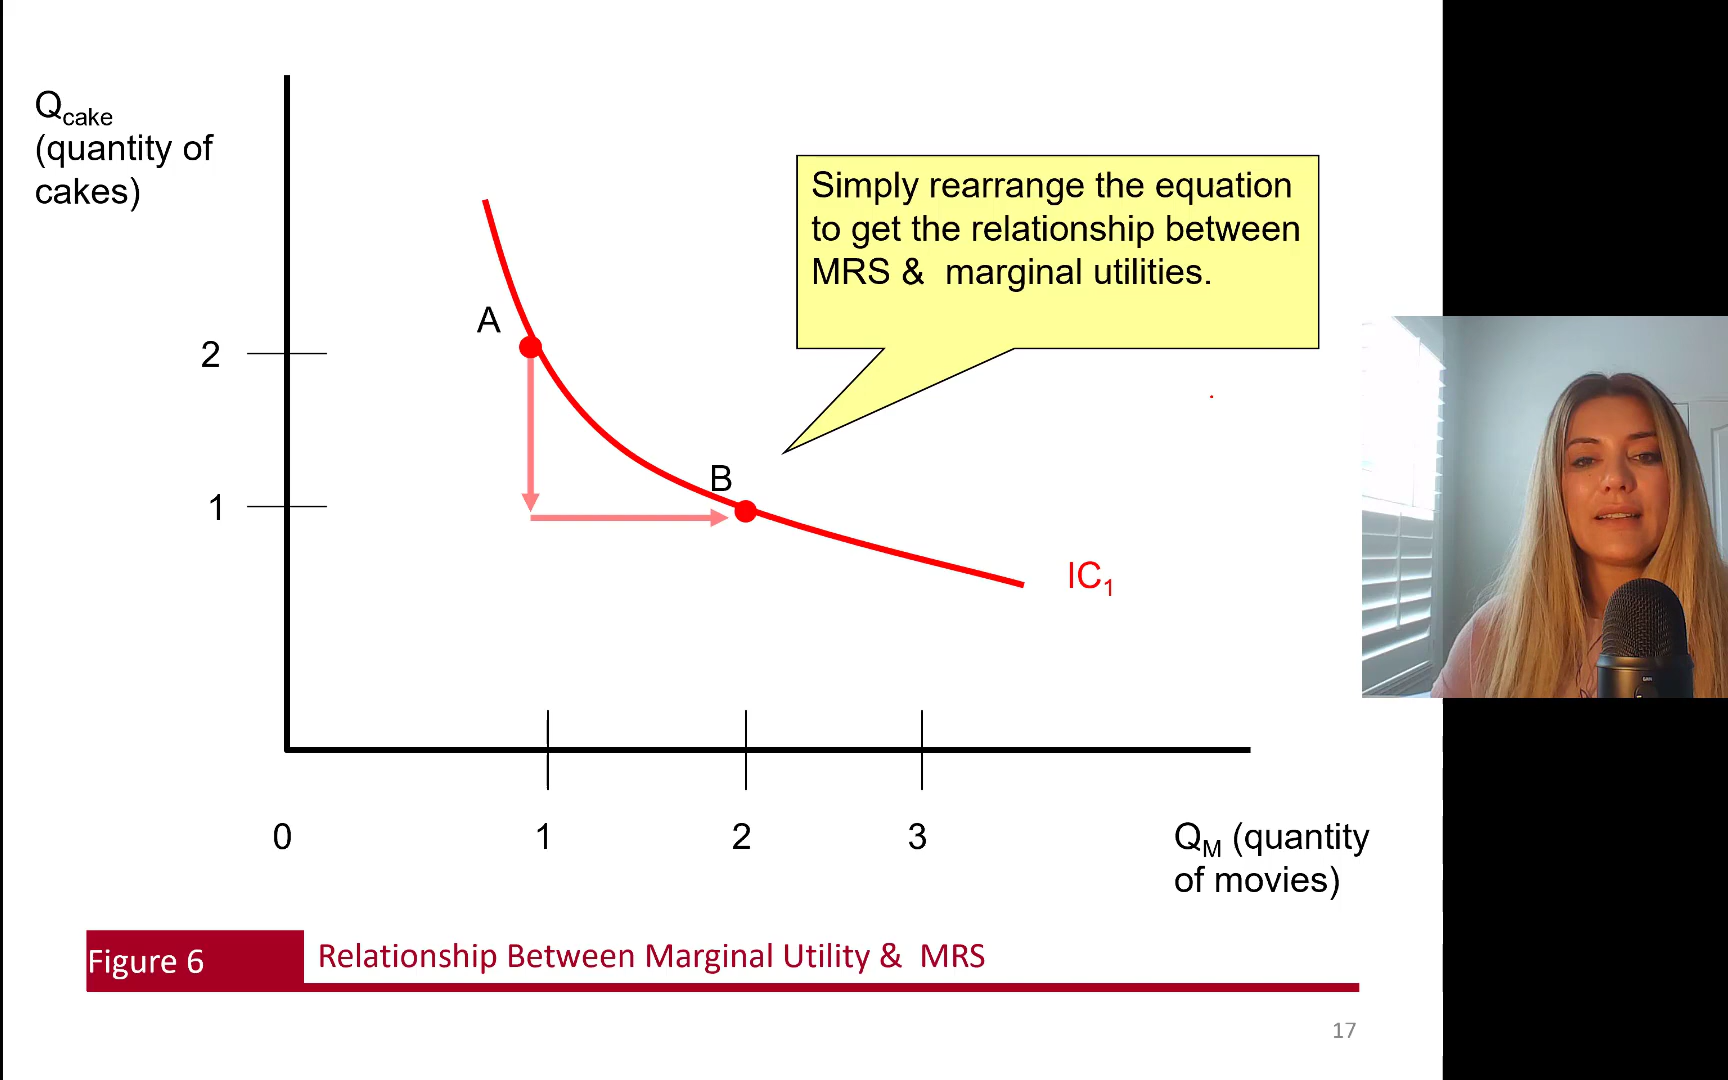 Q_cake
(quantity of
cakes)
Simply rearrange the equation
to get the relationship between
MRS &  marginal utilities.
A
2
B
1
IC₁
0
1
2
3
Q_M (quantity
of movies)
Figure 6
Relationship Between Marginal Utility &  MRS
17